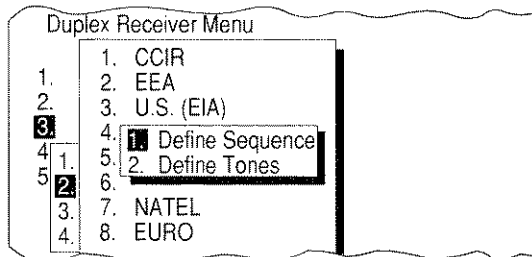 Duplex Receiver Menu
1.
2.
3.
4
5
1.
2.
3.
4.
1. CCIR
2. EEA
3. U.S. (EIA)
4.
5.
6.
7. NATEL
8. EURO
1. Define Sequence
2. Define Tones